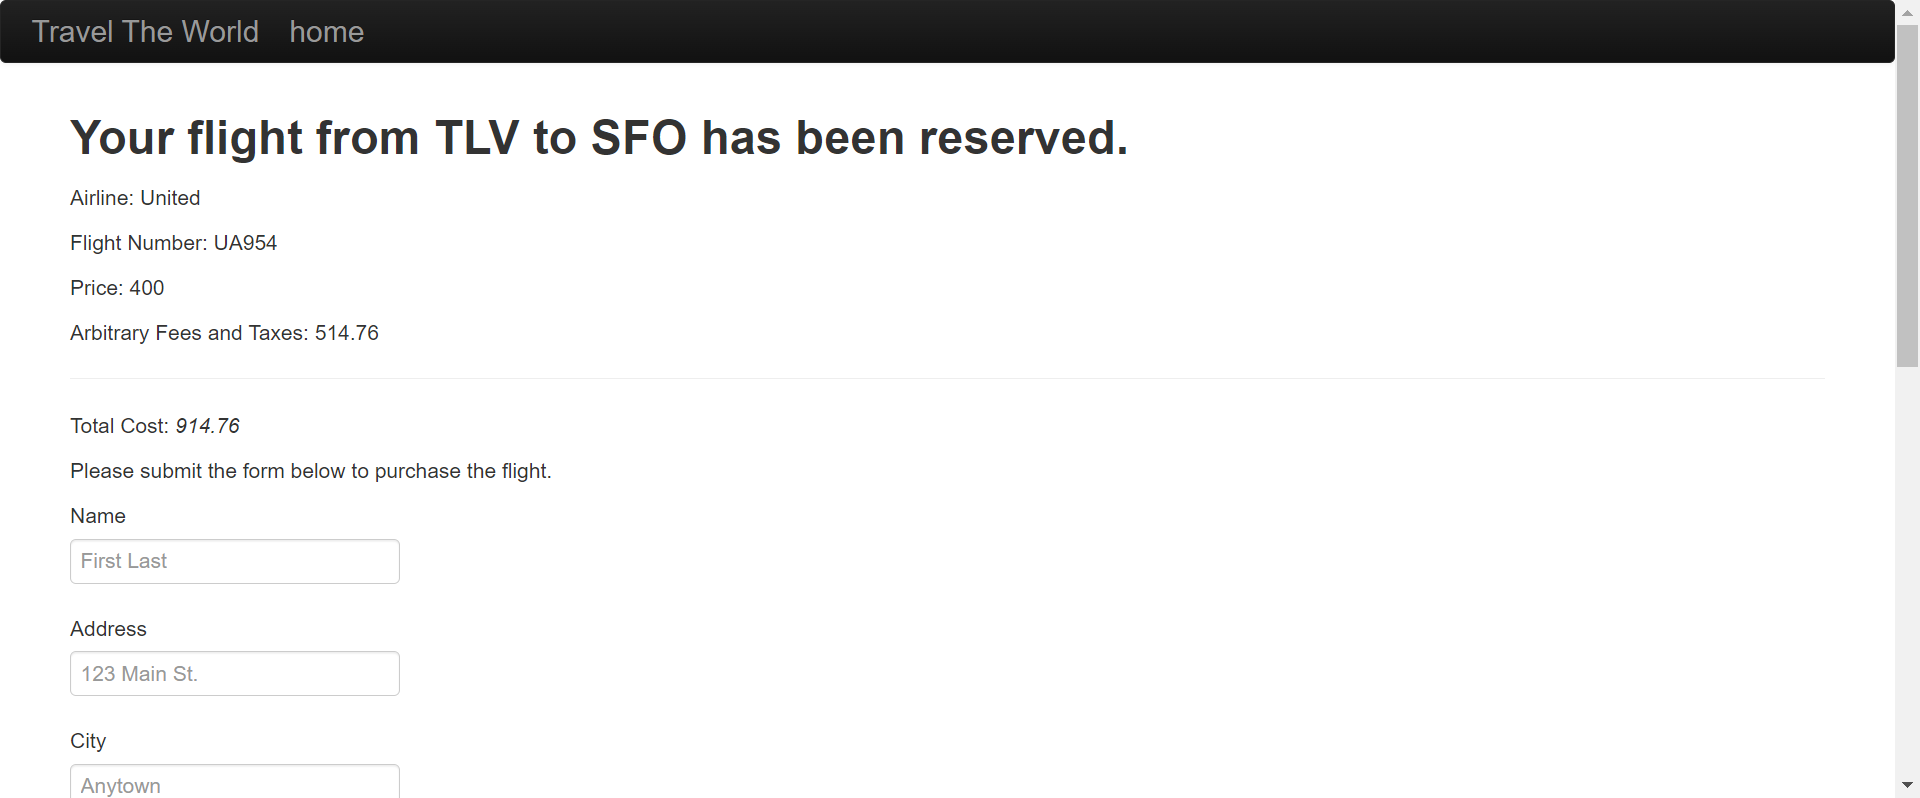 Travel The World home
Your flight from TLV to SFO has been reserved.
Airline: United
Flight Number: UA954
Price: 400
Arbitrary Fees and Taxes: 514.76
Total Cost: 914.76
Please submit the form below to purchase the flight.
Name
First Last
Address
123 Main St.
City
Anytown